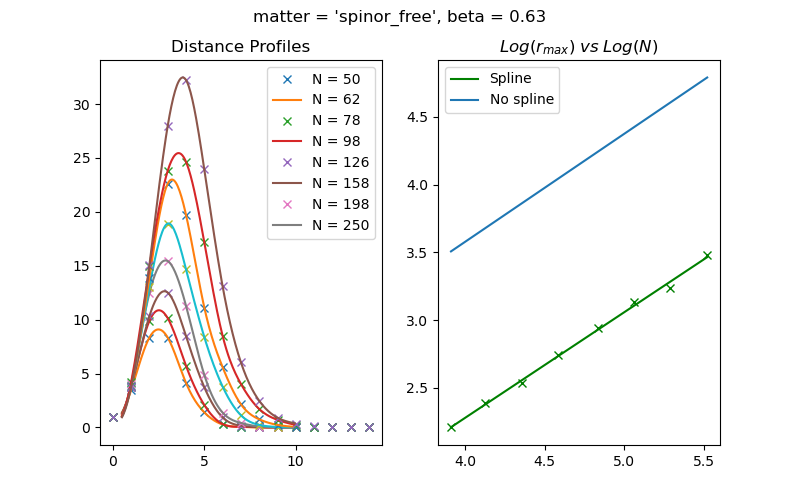 matter = 'spinor_free', beta = 0.63
Distance Profiles
N = 50
N = 62
N = 78
N = 98
N = 126
N = 158
N = 198
N = 250
30
25
20
15
10
5
0
0 5 10
Log(r_{max}) vs Log(N)
Spline
No spline
4.5
4.0
3.5
3.0
2.5
4.0 4.5 5.0 5.5